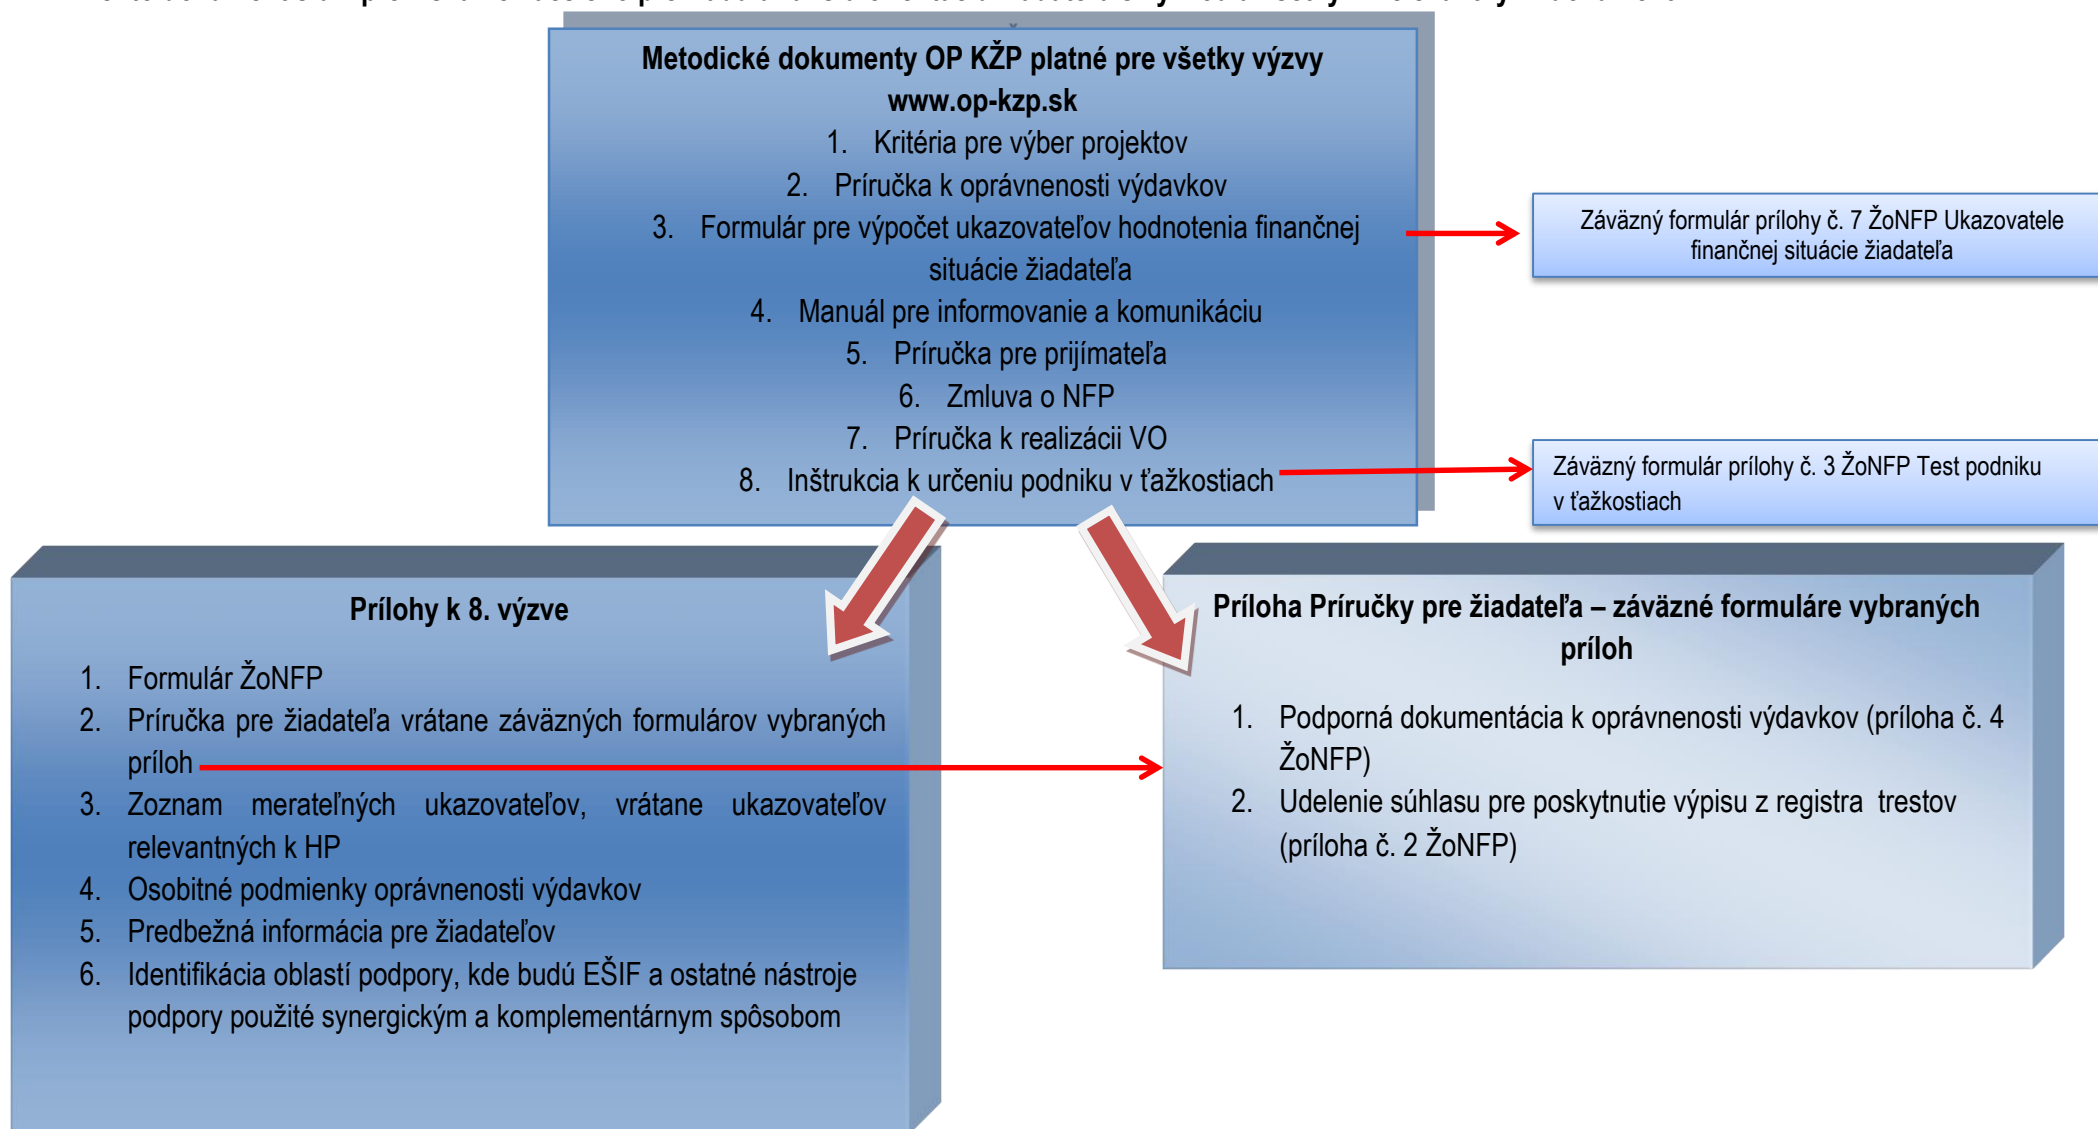 Metodické dokumenty OP KŽP platné pre všetky výzvy
www.op-kzp.sk
1. Kritéria pre výber projektov
2. Príručka k oprávnenosti výdavkov
3. Formulár pre výpočet ukazovateľov hodnotenia finančnej
situácie žiadateľa
4. Manuál pre informovanie a komunikáciu
5. Príručka pre prijímateľa
6. Zmluva o NFP
7. Príručka k realizácii VO
8. Inštrukcia k určeniu podniku v ťažkostiach
Záväzný formulár prílohy č. 7 ŽoNFP Ukazovatele
finančnej situácie žiadateľa
Záväzný formulár prílohy č. 3 ŽoNFP Test podniku
v ťažkostiach
Prílohy k 8. výzve
1. Formulár ŽoNFP
2. Príručka pre žiadateľa vrátane záväzných formulárov vybraných
príloh
3. Zoznam merateľných ukazovateľov, vrátane ukazovateľov
relevantných k HP
4. Osobitné podmienky oprávnenosti výdavkov
5. Predbežná informácia pre žiadateľov
6. Identifikácia oblastí podpory, kde budú EŠIF a ostatné nástroje
podpory použité synergickým a komplementárnym spôsobom
Príloha Príručky pre žiadateľa – záväzné formuláre vybraných
príloh
1. Podporná dokumentácia k oprávnenosti výdavkov (príloha č. 4
ŽoNFP)
2. Udelenie súhlasu pre poskytnutie výpisu z registra trestov
(príloha č. 2 ŽoNFP)